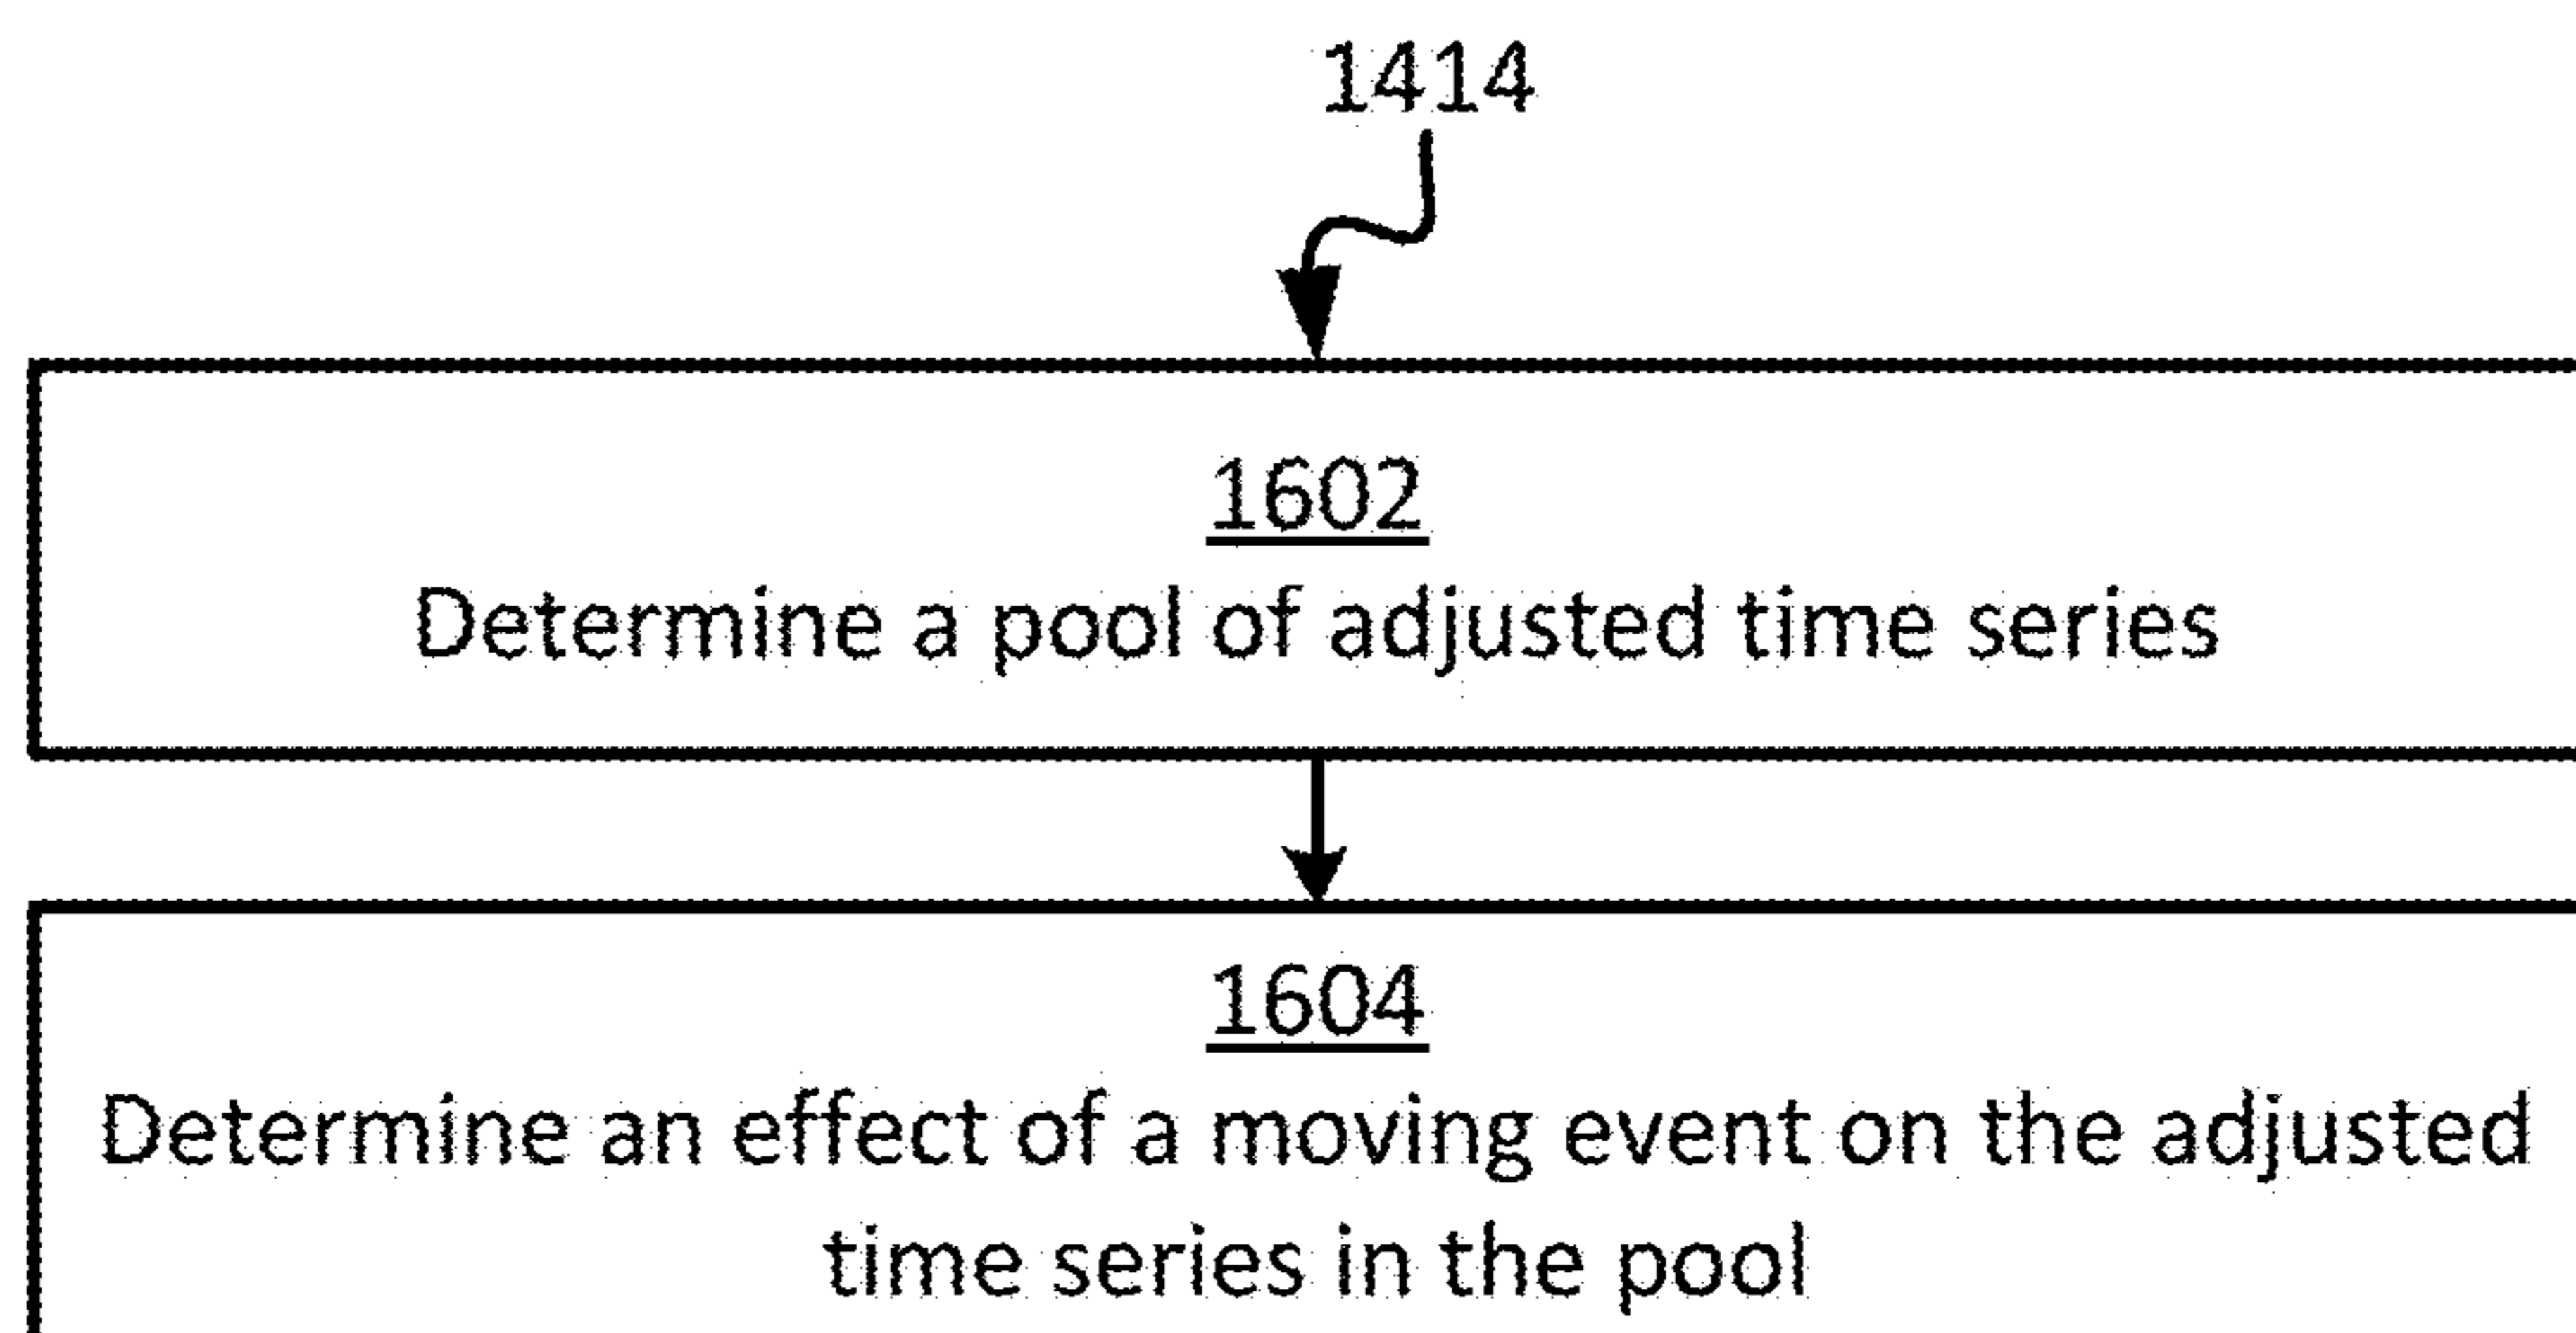 1414
1602
Determine a pool of adjusted time series
1604
Determine an effect of a moving event on the adjusted
time series in the pool